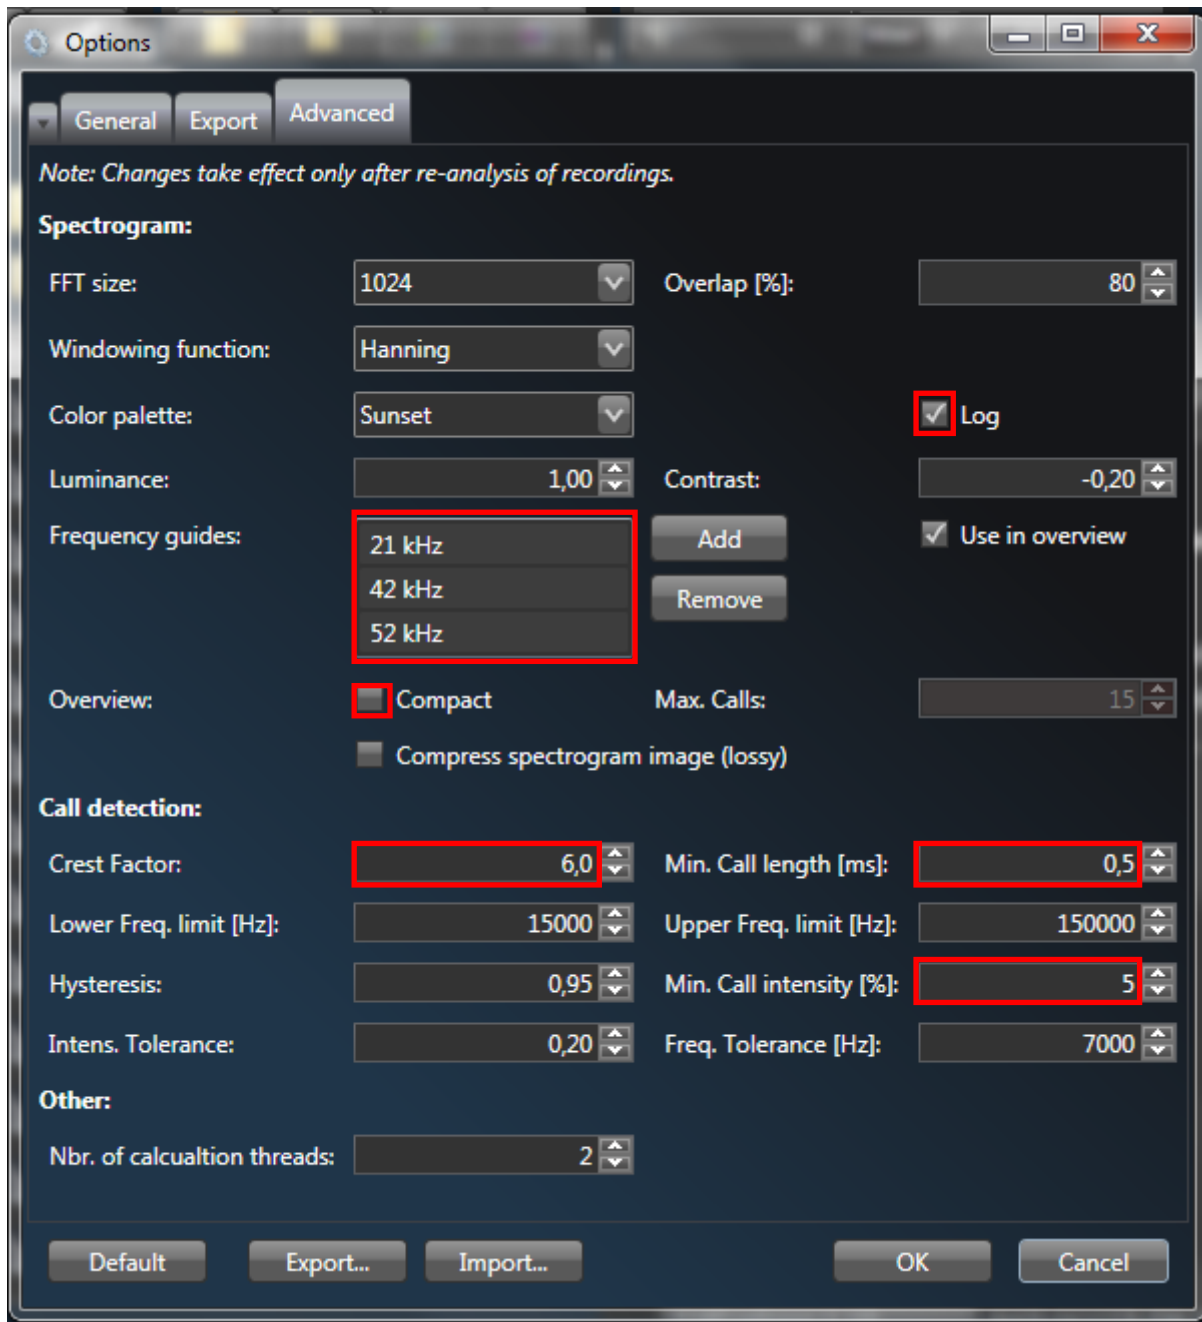 Options
General Export Advanced
Note: Changes take effect only after re-analysis of recordings.
Spectrogram:
FFT size: 1024 Overlap [%]: 80
Windowing function: Hanning
Color palette: Sunset Log
Luminance: 1,00 Contrast: -0,20
Frequency guides: 21 kHz Add Use in overview
42 kHz
Remove
52 kHz
Overview: Compact Max. Calls: 15
Compress spectrogram image (lossy)
Call detection:
Crest Factor: 6,0 Min. Call length [ms]: 0,5
Lower Freq. limit [Hz]: 15000 Upper Freq. limit [Hz]: 150000
Hysteresis: 0,95 Min. Call intensity [%]: 5
Intens. Tolerance: 0,20 Freq. Tolerance [Hz]: 7000
Other:
Nbr. of calcualtion threads: 2
Default Export... Import... OK Cancel